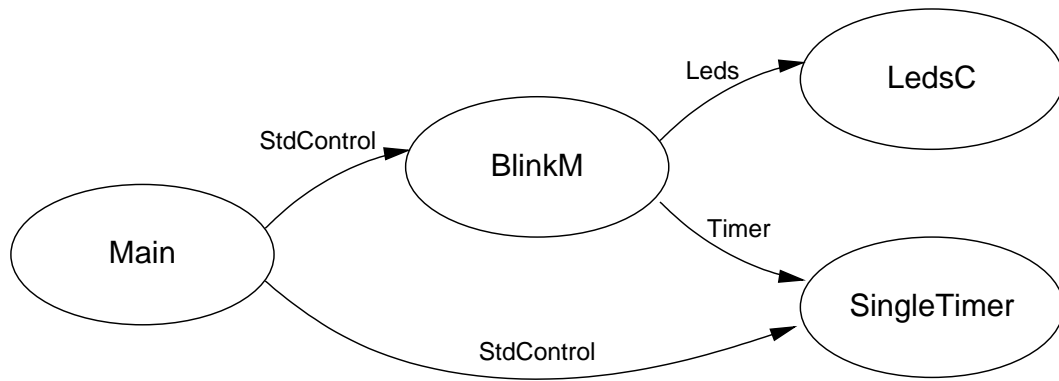 Leds
LedsC
StdControl
BlinkM
Main
Timer
SingleTimer
StdControl